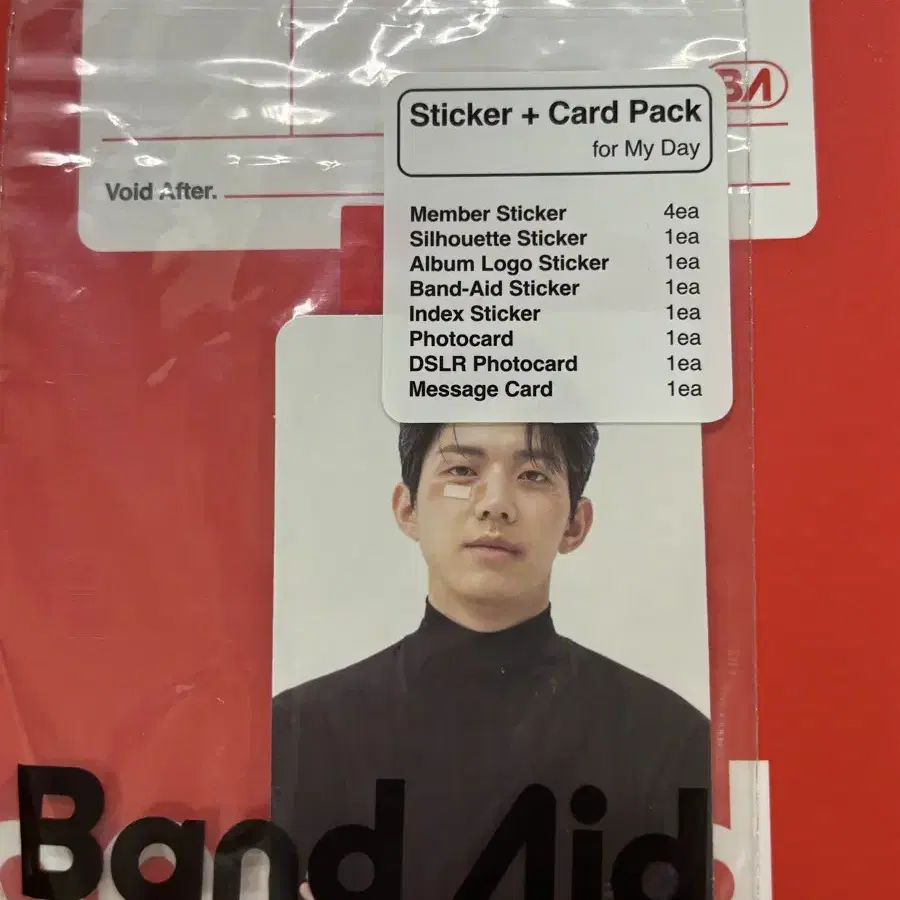 BA
Sticker + Card Pack
for My Day
Void After.
Member Sticker 4ea
Silhouette Sticker 1ea
Album Logo Sticker 1ea
Band-Aid Sticker 1ea
Index Sticker 1ea
Photocard 1ea
DSLR Photocard 1ea
Message Card 1ea
Band Aid